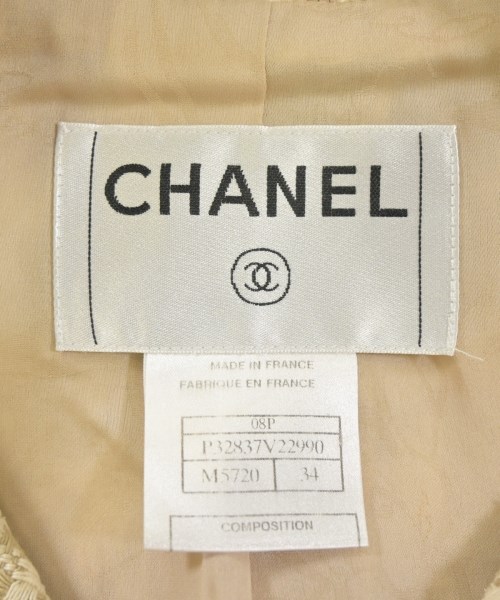 CHANEL
MADE IN FRANCE
FABRIQUE EN FRANCE
08P
P32837V22990
M5720 34
COMPOSITION